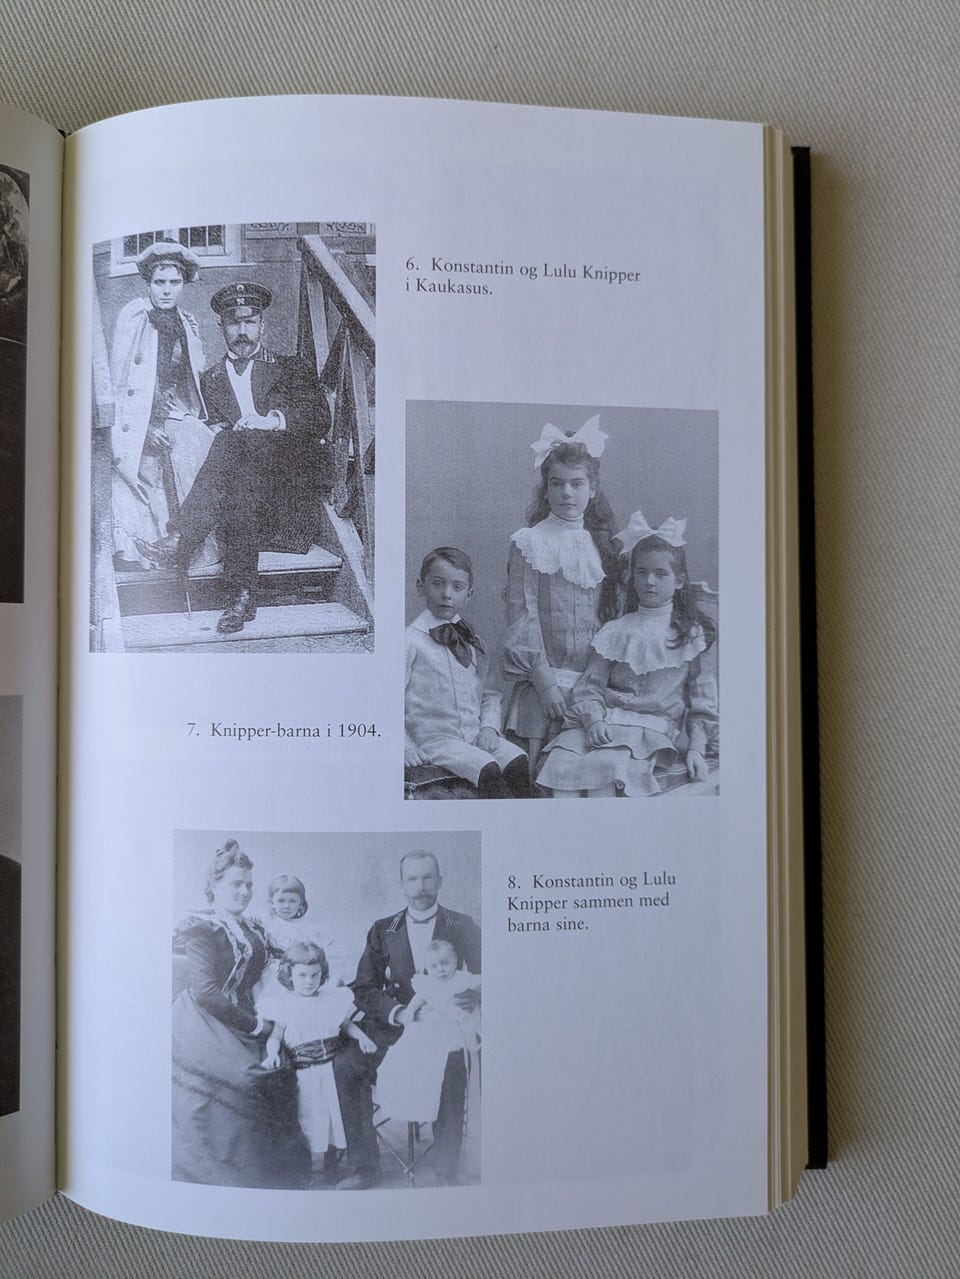 6. Konstantin og Lulu Knipper
i Kaukasus.
7. Knipper-barna i 1904.
8. Konstantin og Lulu
Knipper sammen med
barna sine.